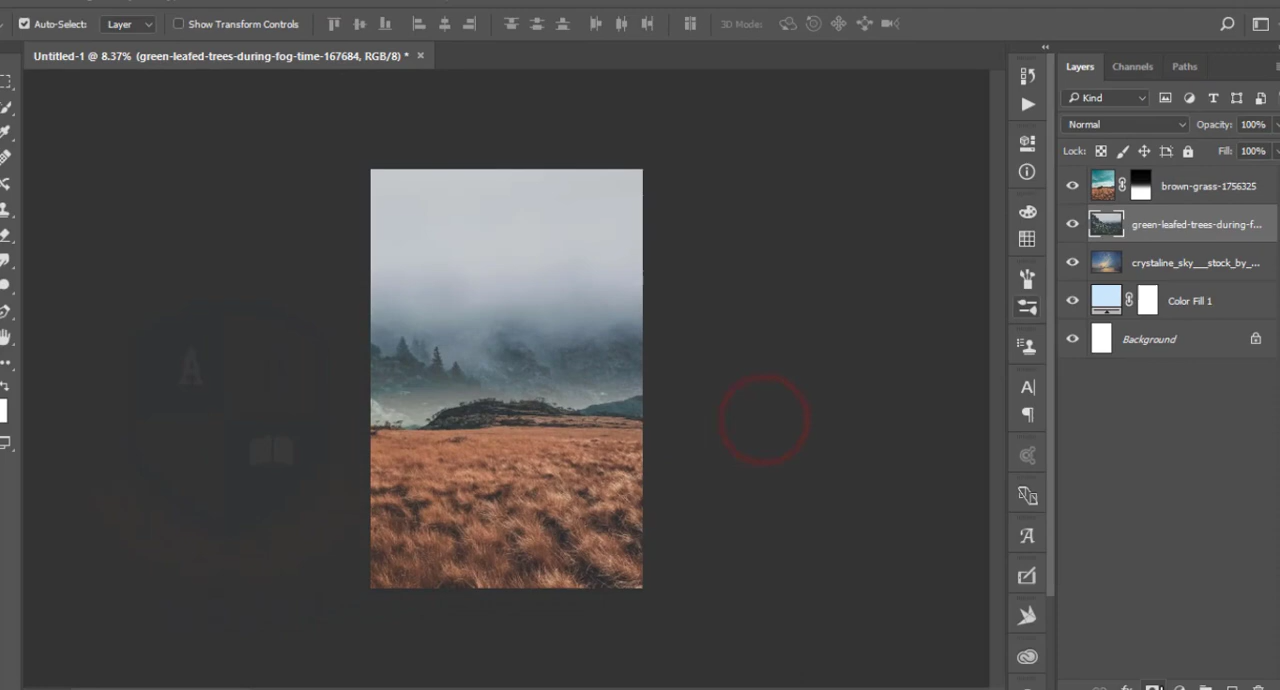 Auto-Select: Layer Show Transform Controls 3D Mode:
Untitled-1 @ 8.37% (green-leafed-trees-during-fog-time-167684, RGB/8) * ×
Layers Channels Paths
Kind T
Normal Opacity: 100%
Lock: Fill: 100%
brown-grass-1756325
green-leafed-trees-during-f...
crystaline_sky___stock_by_...
Color Fill 1
Background
A